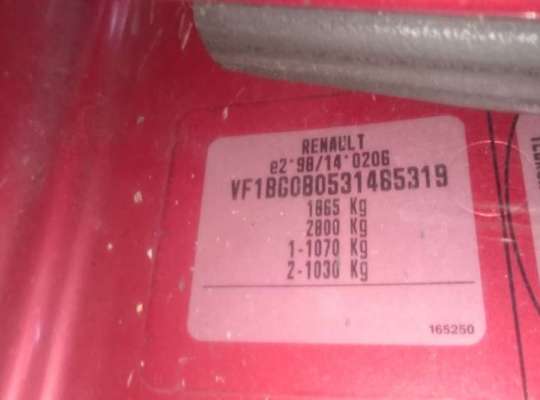 RENAULT
e2*98/14*0206
VF1BG0B0531465319
1865 Kg
2800 Kg
1-1070 Kg
2-1030 Kg
165250